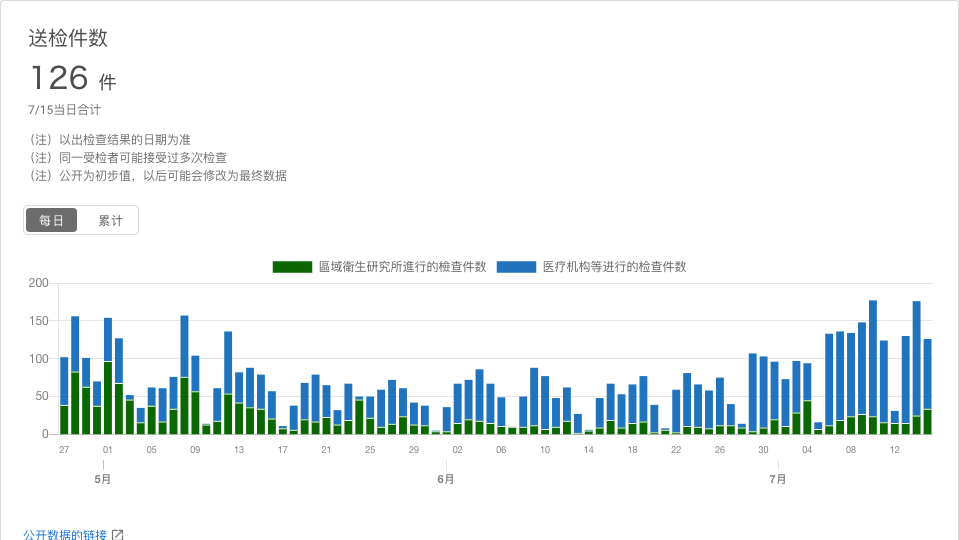 送检件数
126 件
7/15当日合计
（注）以出检查结果的日期为准
（注）同一受检者可能接受过多次检查
（注）公开为初步值，以后可能会修改为最终数据
每日 累计
區域衛生研究所進行的檢查件数 医疗机构等进行的检查件数
200
150
100
50
0
27 01 05 09 13 17 21 25 29 02 06 10 14 18 22 26 30 04 08 12
5月 6月 7月
公开数据的链接